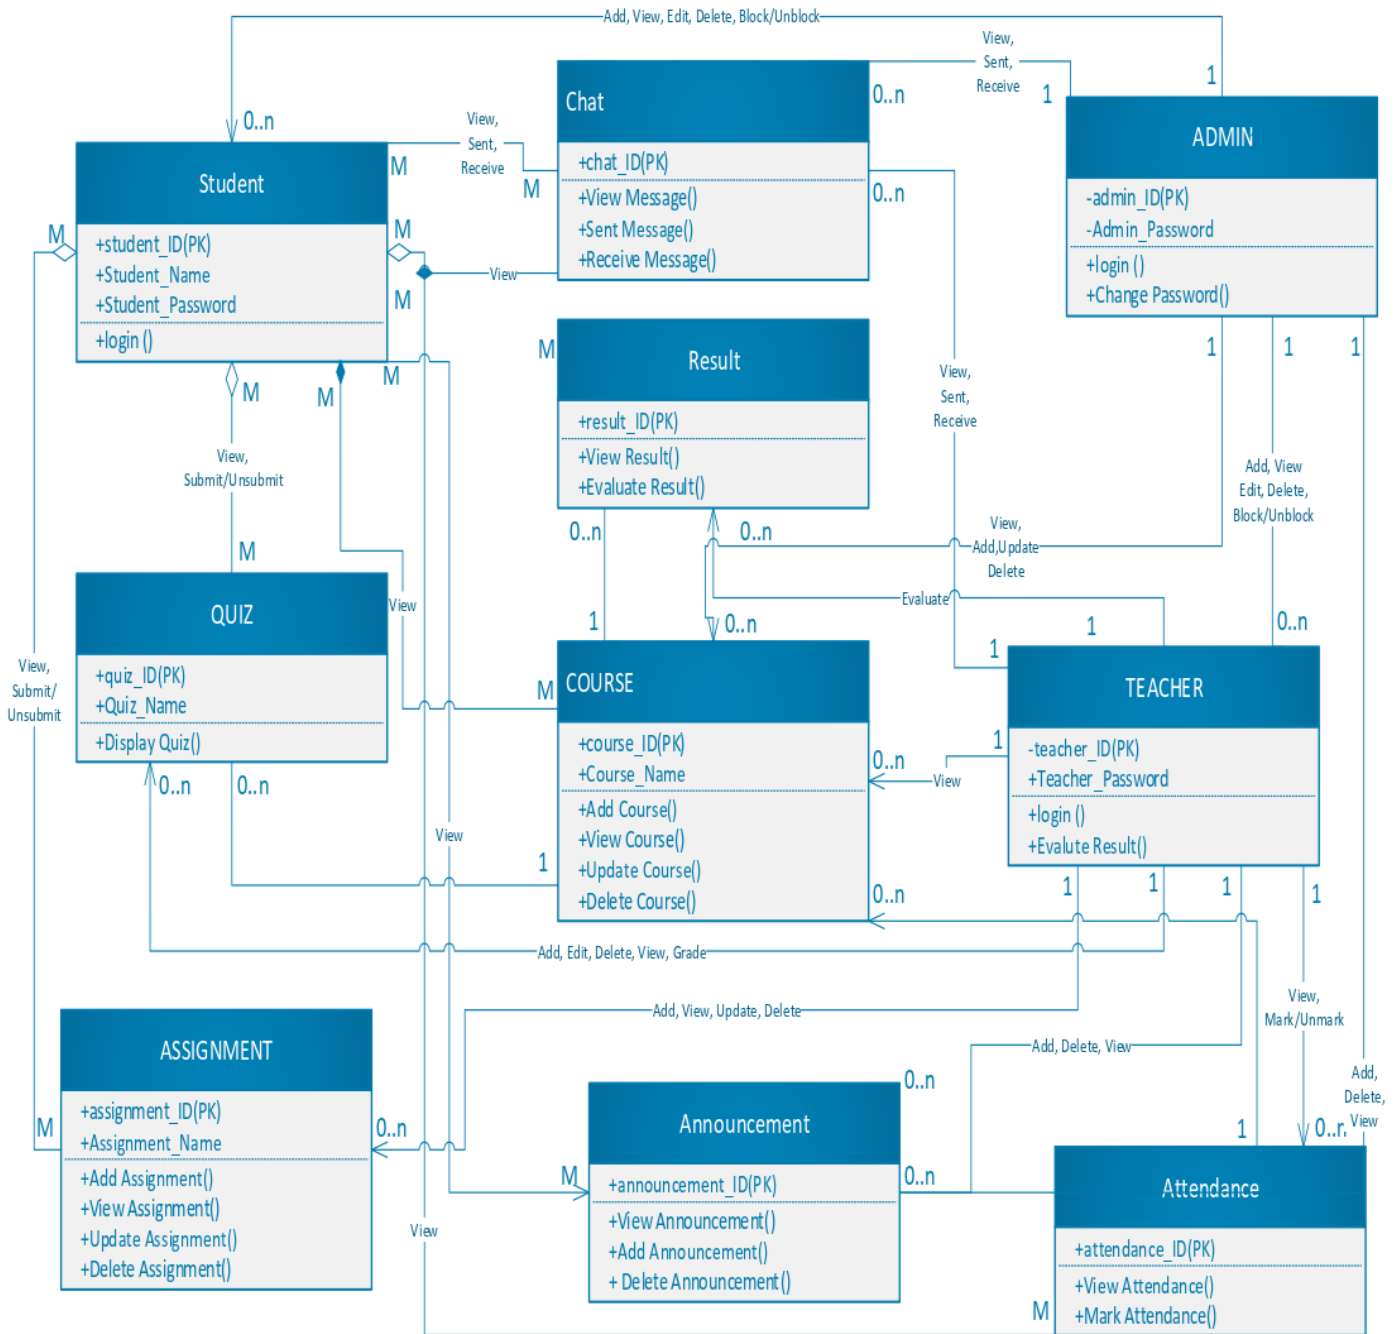 Add, View, Edit, Delete, Block/Unblock
View,
Sent,
Receive
1
1
0..n
Chat
+chat_ID(PK)
+View Message()
+Sent Message()
+Receive Message()
0..n
ADMIN
-admin_ID(PK)
-Admin_Password
+login ()
+Change Password()
0..n
View,
Sent,
Receive
M
M
Student
+student_ID(PK)
+Student_Name
+Student_Password
+login ()
M
M
View
M
M
M
M
Result
+result_ID(PK)
+View Result()
+Evaluate Result()
1
1
1
View,
Sent,
Receive
View,
Submit/Unsubmit
Add, View
Edit, Delete,
Block/Unblock
0..n
0..n
View,
Add,Update
Delete
M
QUIZ
+quiz_ID(PK)
+Quiz_Name
+Display Quiz()
View
Evaluate
1
0..n
1
1
0..n
View,
Submit/
Unsubmit
M
COURSE
+course_ID(PK)
+Course_Name
+Add Course()
+View Course()
+Update Course()
+Delete Course()
TEACHER
-teacher_ID(PK)
+Teacher_Password
+login ()
+Evalute Result()
0..n
View
1
0..n
0..n
View
1
0..n
1
1
1
1
Add, Edit, Delete, View, Grade
Add, View, Update, Delete
View,
Mark/Unmark
Add, Delete, View
Add,
Delete,
View
ASSIGNMENT
+assignment_ID(PK)
+Assignment_Name
+Add Assignment()
+View Assignment()
+Update Assignment()
+Delete Assignment()
M
0..n
0..n
Announcement
+announcement_ID(PK)
+View Announcement()
+Add Announcement()
+ Delete Announcement()
M
0..n
1
Attendance
+attendance_ID(PK)
+View Attendance()
+Mark Attendance()
View
M